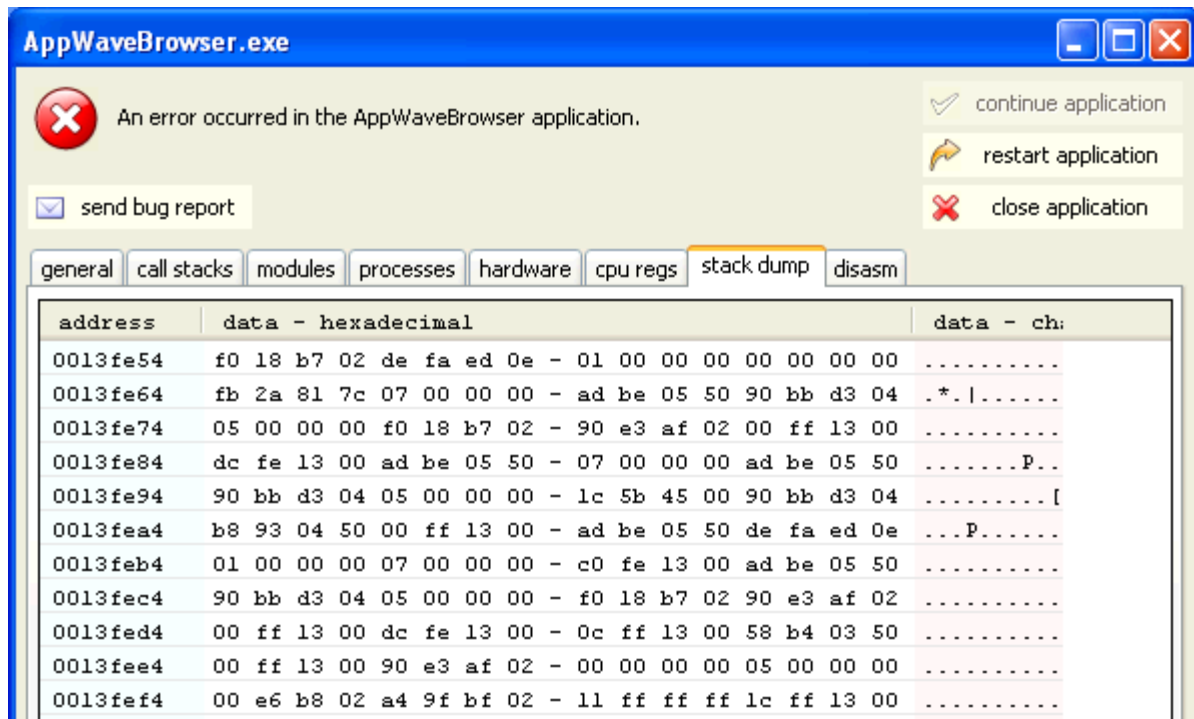 AppWaveBrowser.exe
An error occurred in the AppWaveBrowser application.
continue application
restart application
send bug report
close application
general call stacks modules processes hardware cpu regs stack dump disasm
address data - hexadecimal data - cha
0013fe54 f0 18 b7 02 de fa ed 0e - 01 00 00 00 00 00 00 00 ..........
0013fe64 fb 2a 81 7c 07 00 00 00 - ad be 05 50 90 bb d3 04 .*.|......
0013fe74 05 00 00 00 f0 18 b7 02 - 90 e3 af 02 00 ff 13 00 ..........
0013fe84 dc fe 13 00 ad be 05 50 - 07 00 00 00 ad be 05 50 .......P..
0013fe94 90 bb d3 04 05 00 00 00 - 1c 5b 45 00 90 bb d3 04 .........[
0013fea4 b8 93 04 50 00 ff 13 00 - ad be 05 50 de fa ed 0e ...P......
0013feb4 01 00 00 00 07 00 00 00 - c0 fe 13 00 ad be 05 50 ..........
0013fec4 90 bb d3 04 05 00 00 00 - f0 18 b7 02 90 e3 af 02 ..........
0013fed4 00 ff 13 00 dc fe 13 00 - 0c ff 13 00 58 b4 03 50 ..........
0013fee4 00 ff 13 00 90 e3 af 02 - 00 00 00 00 05 00 00 00 ..........
0013fef4 00 e6 b8 02 a4 9f bf 02 - 11 ff ff ff 1c ff 13 00 ..........